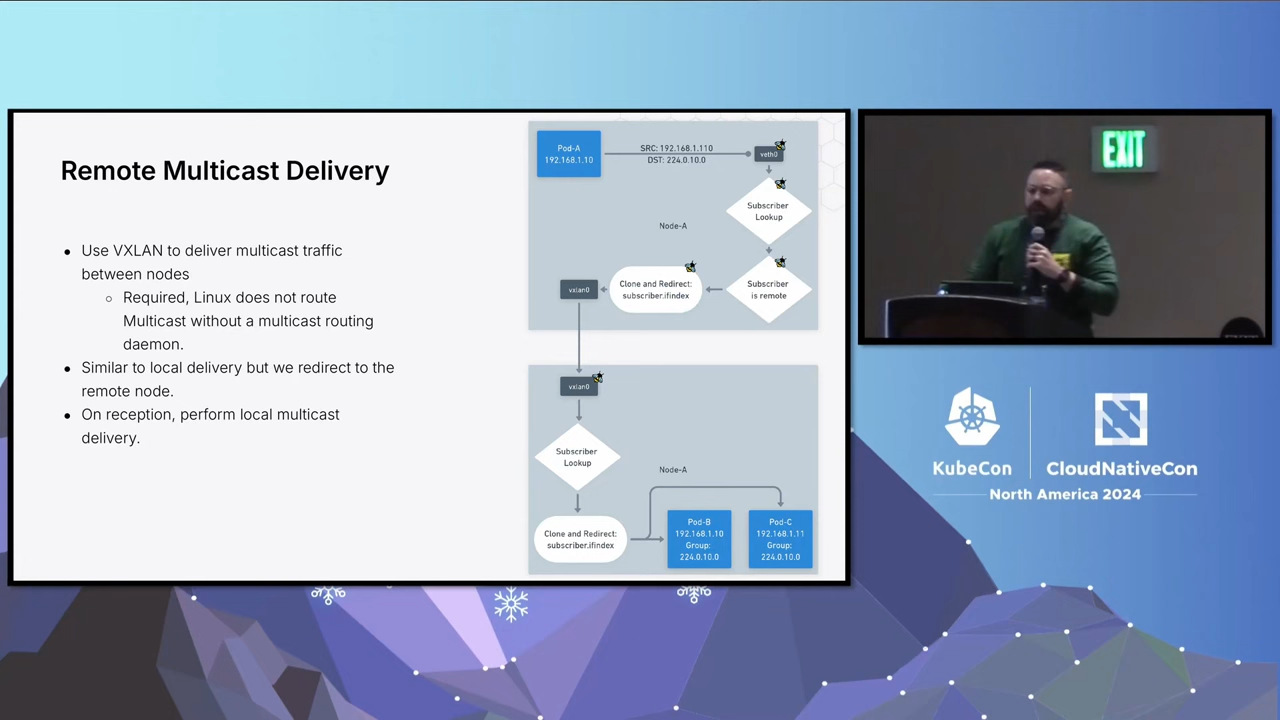 Remote Multicast Delivery
● Use VXLAN to deliver multicast traffic
between nodes
○ Required, Linux does not route
Multicast without a multicast routing
daemon.
● Similar to local delivery but we redirect to the
remote node.
● On reception, perform local multicast
delivery.
Pod-A
192.168.1.10
SRC: 192.168.1.110
DST: 224.0.10.0
veth0
Subscriber
Lookup
Node-A
Subscriber
is remote
Clone and Redirect:
subscriber.ifindex
vxlan0
vxlan0
Subscriber
Lookup
Node-A
Clone and Redirect:
subscriber.ifindex
Pod-B
192.168.1.10
Group:
224.0.10.0
Pod-C
192.168.1.11
Group:
224.0.10.0
EXIT
KubeCon
CloudNativeCon
North America 2024